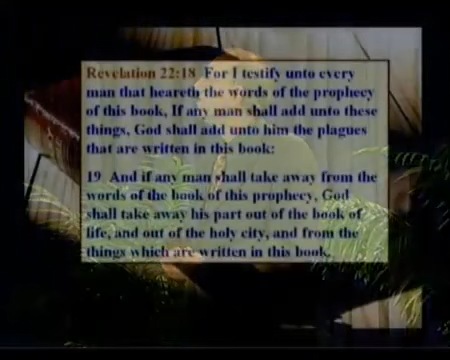 Revelation 22:18 For I testify unto every
man that heareth the words of the prophecy
of this book, If any man shall add unto these
things, God shall add unto him the plagues
that are written in this book:
19 And if any man shall take away from the
words of the book of this prophecy, God
shall take away his part out of the book of
life, and out of the holy city, and from the
things which are written in this book.